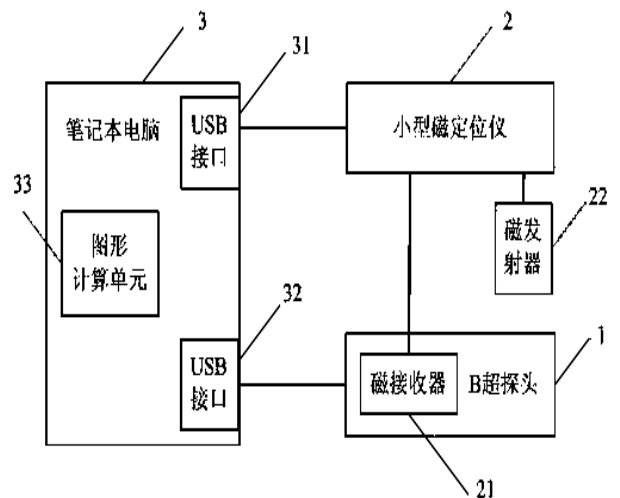 3
31
2
笔记本电脑
USB
接口
小型磁定位仪
33
22
图形
计算单元
磁发
射器
32
1
USB
接口
磁接收器
B超探头
21